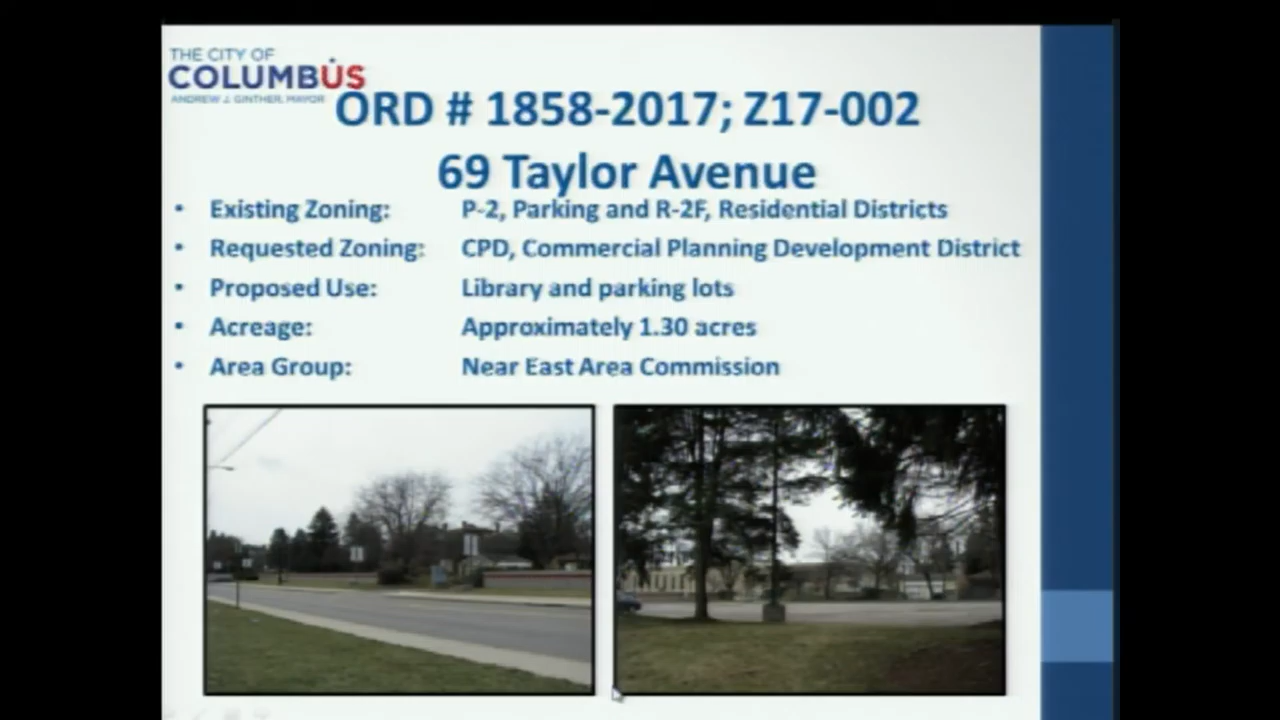 THE CITY OF
COLUMBUS
ANDREW J. GINTHER, MAYOR
ORD # 1858-2017; Z17-002
69 Taylor Avenue
• Existing Zoning: P-2, Parking and R-2F, Residential Districts
• Requested Zoning: CPD, Commercial Planning Development District
• Proposed Use: Library and parking lots
• Acreage: Approximately 1.30 acres
• Area Group: Near East Area Commission